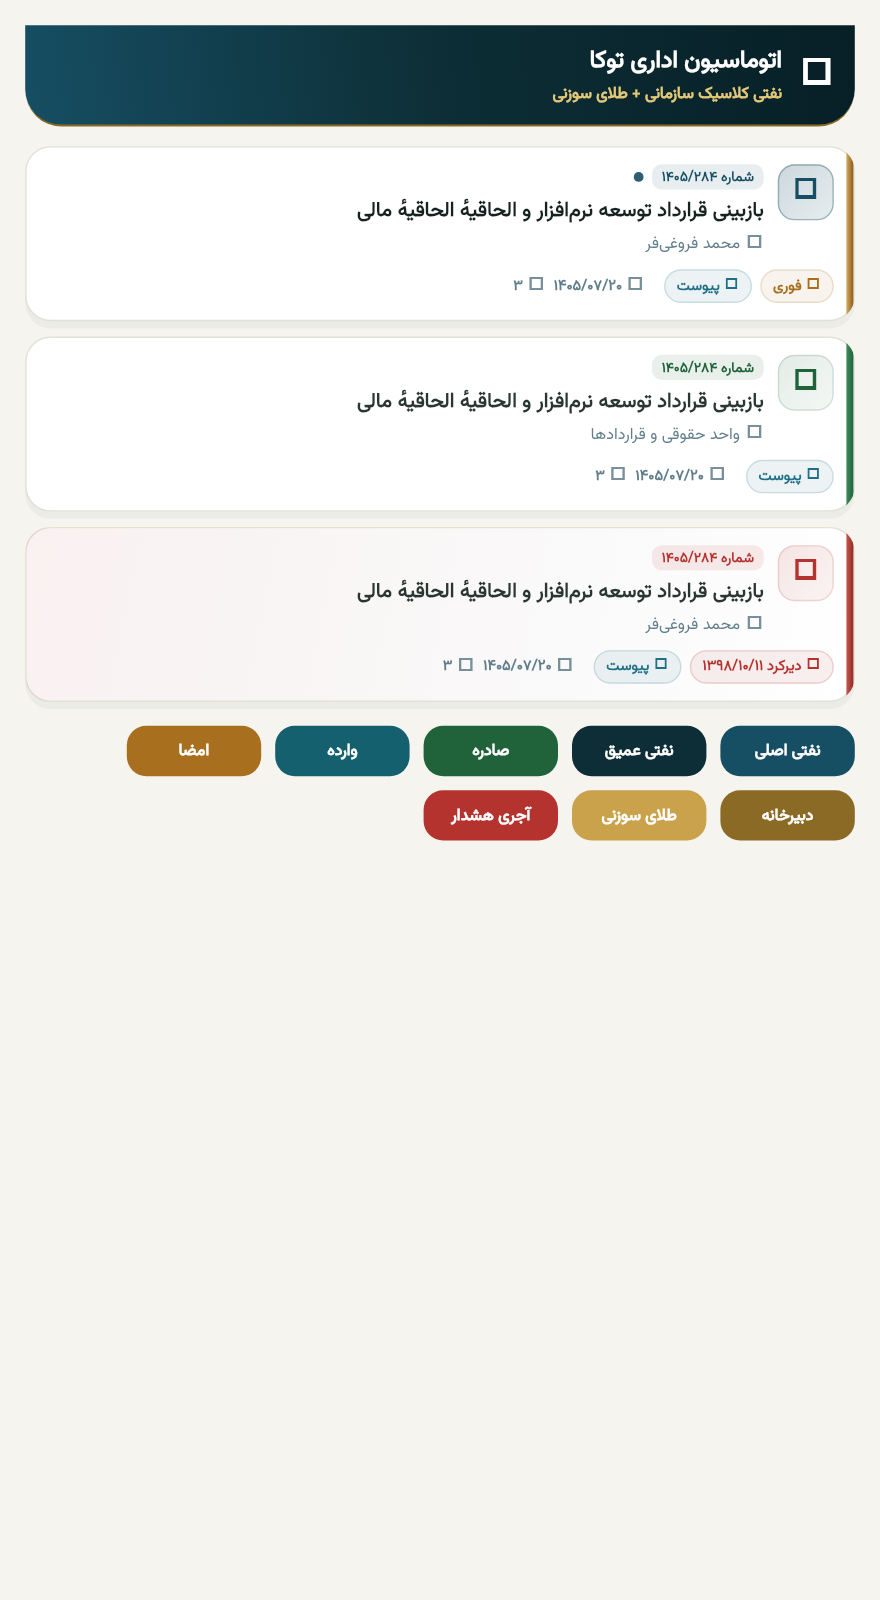 اتوماسیون اداری توکا
نفتی کلاسیک سازمانی + طلای سوزنی
شماره ۱۴۰۵/۲۸۴
بازبینی قرارداد توسعه نرم‌افزار و الحاقیهٔ الحاقیهٔ مالی
محمد فروغی‌فر
فوری پیوست ۱۴۰۵/۰۷/۲۰ ۳
شماره ۱۴۰۵/۲۸۴
بازبینی قرارداد توسعه نرم‌افزار و الحاقیهٔ الحاقیهٔ مالی
واحد حقوقی و قراردادها
پیوست ۱۴۰۵/۰۷/۲۰ ۳
شماره ۱۴۰۵/۲۸۴
بازبینی قرارداد توسعه نرم‌افزار و الحاقیهٔ الحاقیهٔ مالی
محمد فروغی‌فر
دیرکرد ۱۳۹۸/۱۰/۱۱ پیوست ۱۴۰۵/۰۷/۲۰ ۳
نفتی اصلی نفتی عمیق صادره وارده امضا
دبیرخانه طلای سوزنی آجری هشدار